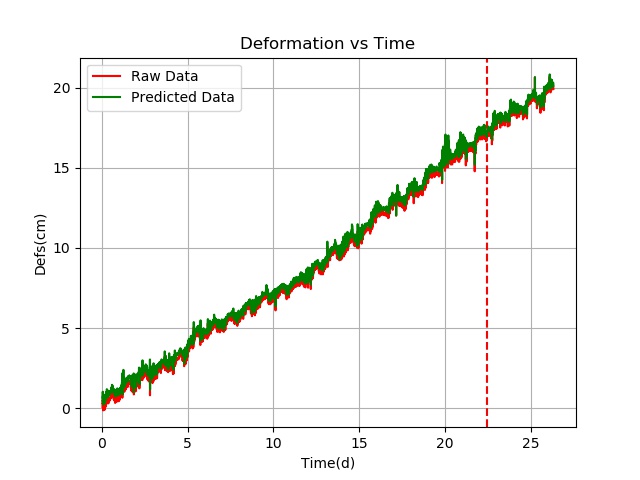 Deformation vs Time
Raw Data
Predicted Data
20
15
10
5
0
Defs(cm)
0 5 10 15 20 25
Time(d)